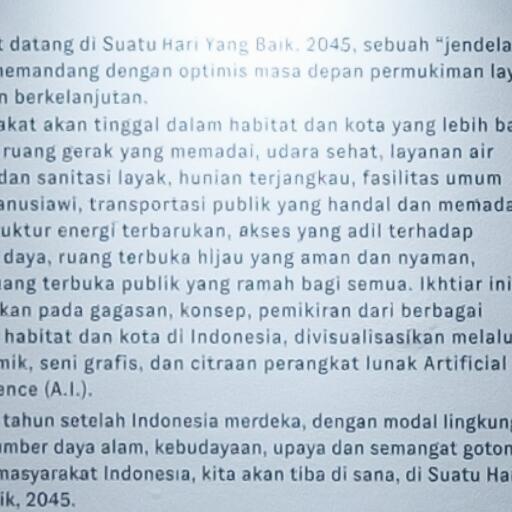 t datang di Suatu Hari Yang Baik. 2045, sebuah “jendela
memandang dengan optimis masa depan permukiman lay
n berkelanjutan.
akat akan tinggal dalam habitat dan kota yang lebih ba
ruang gerak yang memadai, udara sehat, layanan air
dan sanitasi layak, hunian terjangkau, fasilitas umum
anusiawi, transportasi publik yang handal dan memada
uktur energi terbarukan, akses yang adil terhadap
daya, ruang terbuka hijau yang aman dan nyaman,
ang terbuka publik yang ramah bagi semua. Ikhtiar ini
kan pada gagasan, konsep, pemikiran dari berbagai
habitat dan kota di Indonesia, divisualisasikan melalu
mik, seni grafis, dan citraan perangkat lunak Artificial
ence (A.I.).
tahun setelah Indonesia merdeka, dengan modal lingkung
umber daya alam, kebudayaan, upaya dan semangat goton
masyarakat Indonesia, kita akan tiba di sana, di Suatu Ha
ik, 2045.